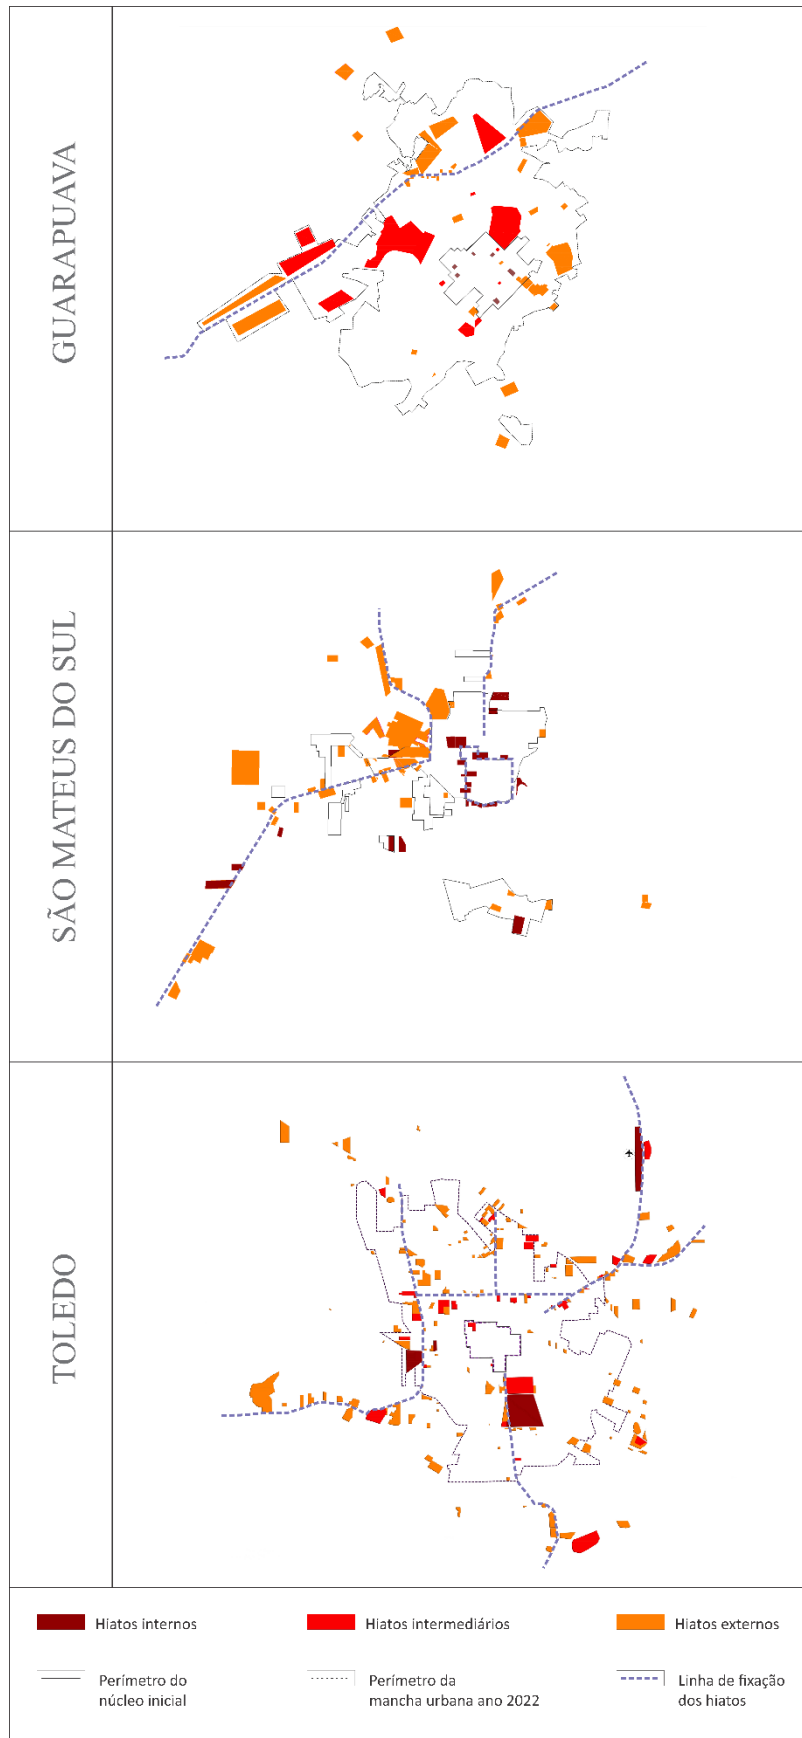 GUARAPUAVA
SÃO MATEUS DO SUL
TOLEDO
Hiatos internos
Hiatos intermediários
Hiatos externos
Perímetro do
núcleo inicial
Perímetro da
mancha urbana ano 2022
Linha de fixação
dos hiatos